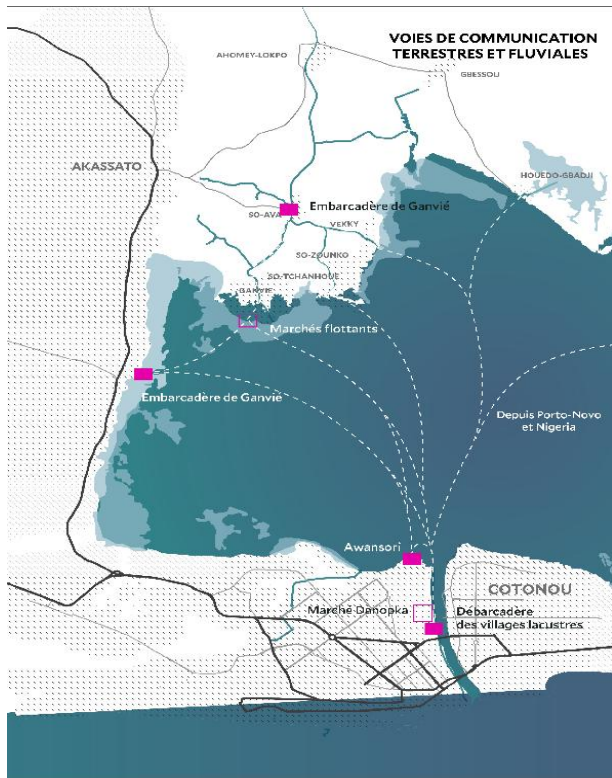 VOIES DE COMMUNICATION
TERRESTRES ET FLUVIALES
AHOMEY-LOKPO
GBESSOU
AKASSATO
HOUEDO-GBADJI
Embarcadère de Ganvié
SO-AVA
VEKKY
SO-ZOUNKO
SO-TCHANHOUE
GANVIE
Marchés flottants
Embarcadère de Ganvié
Depuis Porto-Novo
et Nigeria
Awansori
COTONOU
Marché Danopka
Débarcadère
des villages lacustres